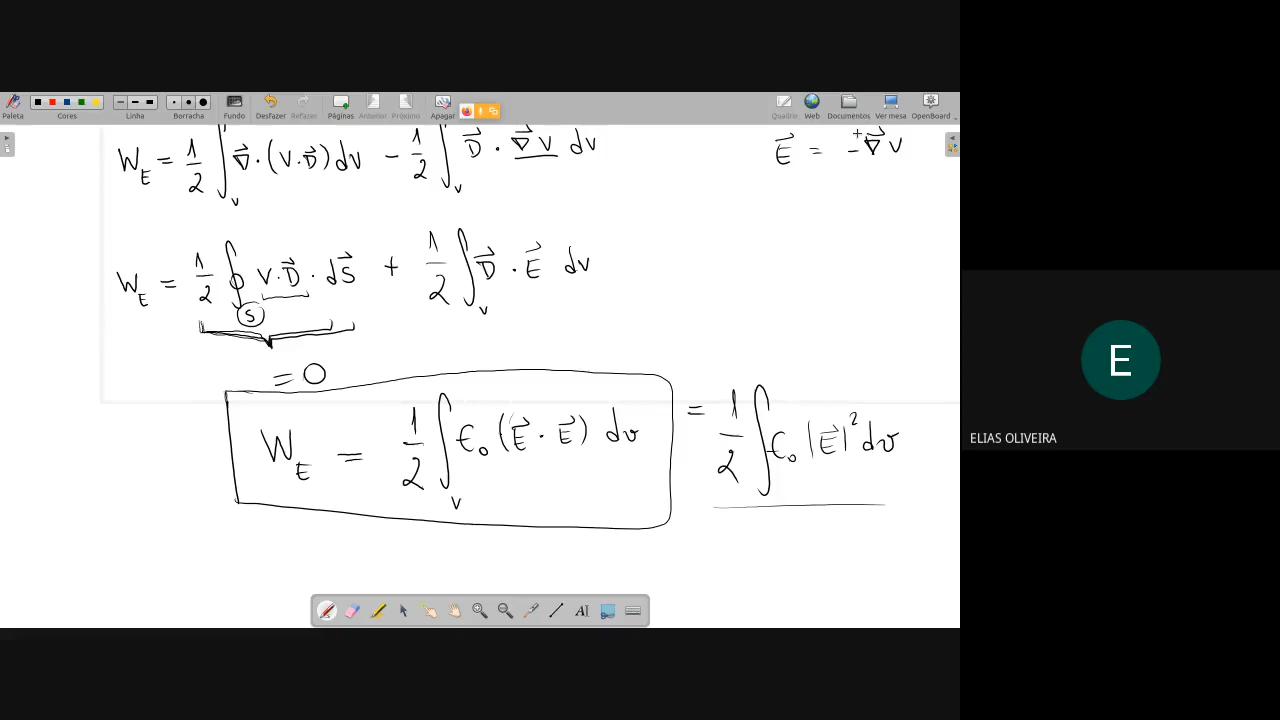 Paleta Cores Linha Borracha Fundo Desfazer Refazer Páginas Anterior Próximo Apagar Quadro Web Documentos Ver mesa OpenBoard
W_E = 1/2 ∫_v ∇⃗ · (V · D⃗) dv − 1/2 ∫_v D⃗ · ∇⃗V dv
E⃗ = ± ∇⃗V
W_E = 1/2 ∮_S V · D⃗ · dS⃗ + 1/2 ∫_v D⃗ · E⃗ dv
= 0
W_E = 1/2 ∫_v ε₀ (E⃗ · E⃗) dv = 1/2 ∫ ε₀ |E⃗|² dv
AI
E
ELIAS OLIVEIRA